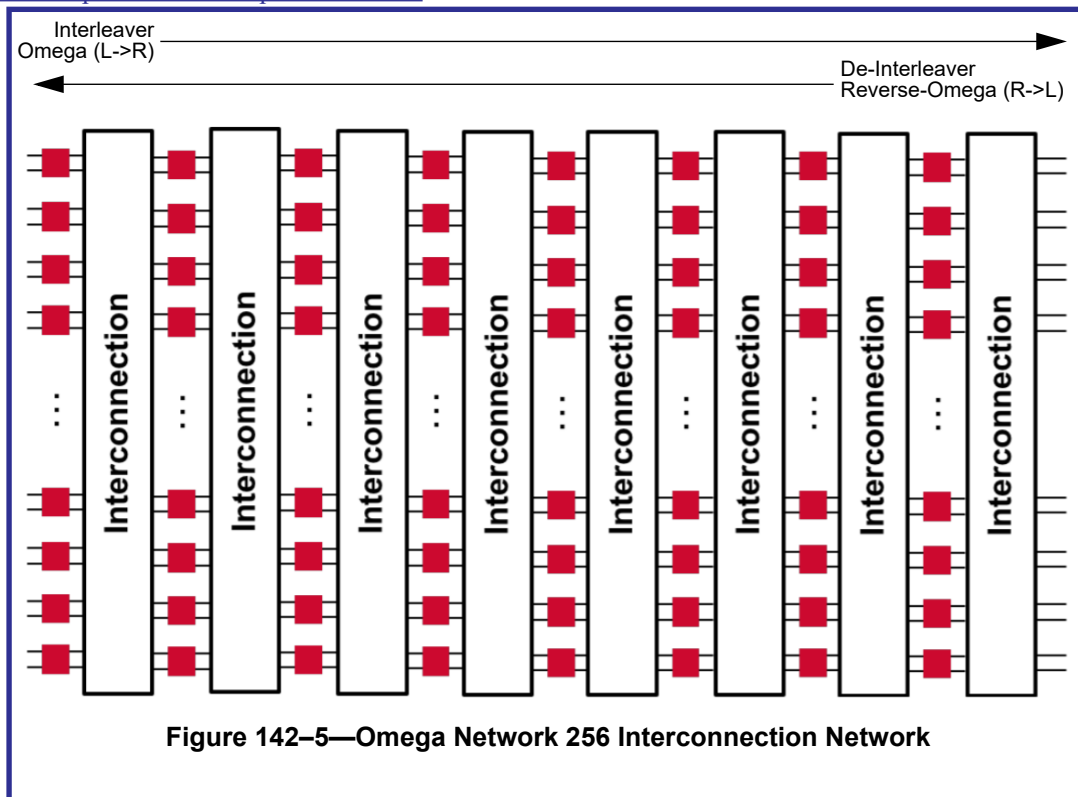 Interleaver
Omega (L->R)
De-Interleaver
Reverse-Omega (R->L)
Interconnection
Interconnection
Interconnection
Interconnection
Interconnection
Interconnection
Interconnection
Interconnection
...
...
...
...
...
...
...
...
Figure 142–5—Omega Network 256 Interconnection Network